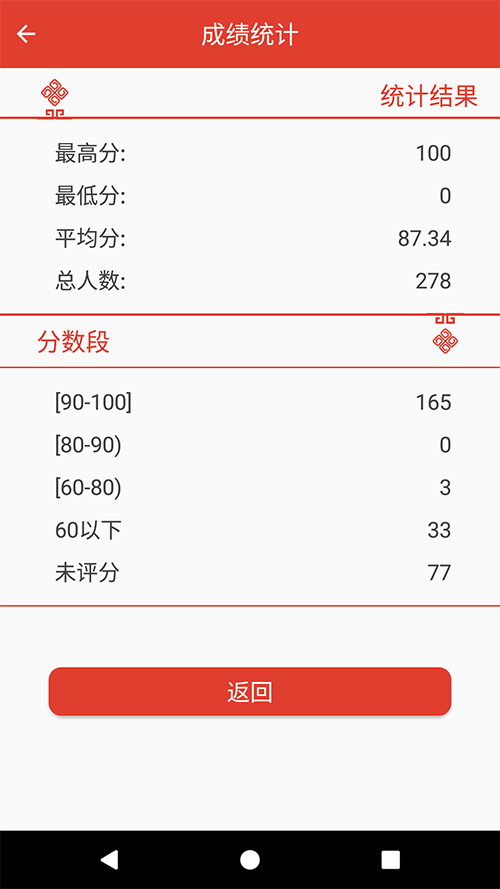 成绩统计
统计结果
最高分: 100
最低分: 0
平均分: 87.34
总人数: 278
分数段
[90-100] 165
[80-90) 0
[60-80) 3
60以下 33
未评分 77
返回